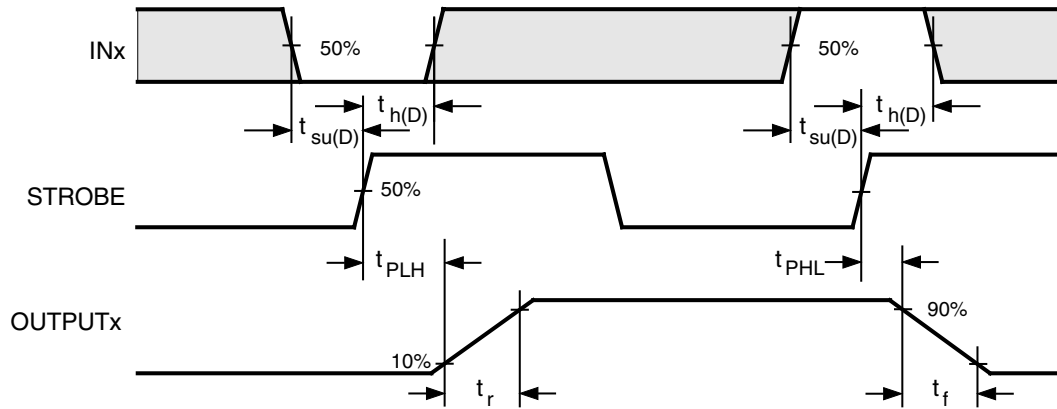 INx
50%
50%
t h(D)
t h(D)
t su(D)
t su(D)
STROBE
50%
t PLH
t PHL
OUTPUTx
90%
10%
t r
t f